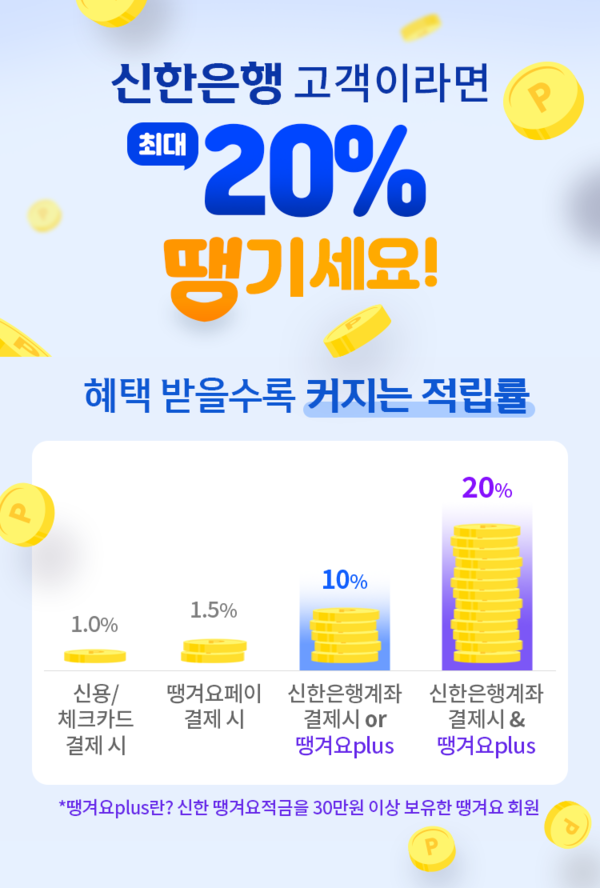 신한은행 고객이라면
최대 20%
땡기세요!
혜택 받을수록 커지는 적립률
20%
10%
1.5%
1.0%
신용/
체크카드
결제 시
땡겨요페이
결제 시
신한은행계좌
결제시 or
땡겨요plus
신한은행계좌
결제시 &
땡겨요plus
*땡겨요plus란? 신한 땡겨요적금을 30만원 이상 보유한 땡겨요 회원
P
P
P
P
P